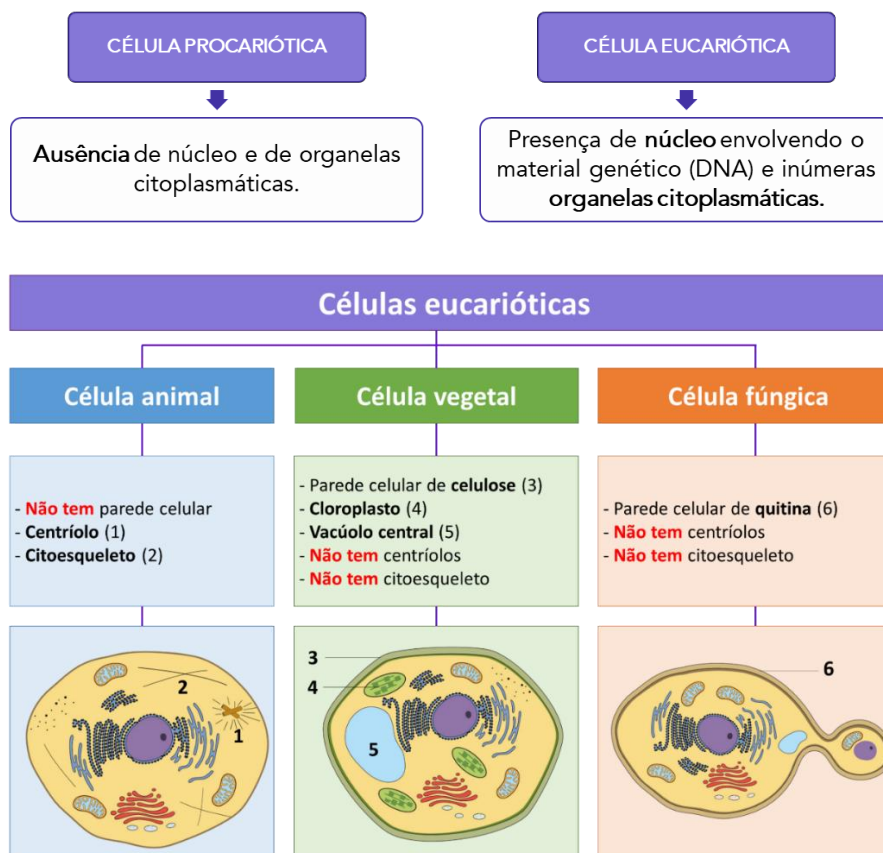 CÉLULA PROCARIÓTICA
CÉLULA EUCARIÓTICA
Ausência de núcleo e de organelas
citoplasmáticas.
Presença de núcleo envolvendo o
material genético (DNA) e inúmeras
organelas citoplasmáticas.
Células eucarióticas
Célula animal
Célula vegetal
Célula fúngica
- Não tem parede celular
- Centríolo (1)
- Citoesqueleto (2)
- Parede celular de celulose (3)
- Cloroplasto (4)
- Vacúolo central (5)
- Não tem centríolos
- Não tem citoesqueleto
- Parede celular de quitina (6)
- Não tem centríolos
- Não tem citoesqueleto
2
1
3
4
5
6